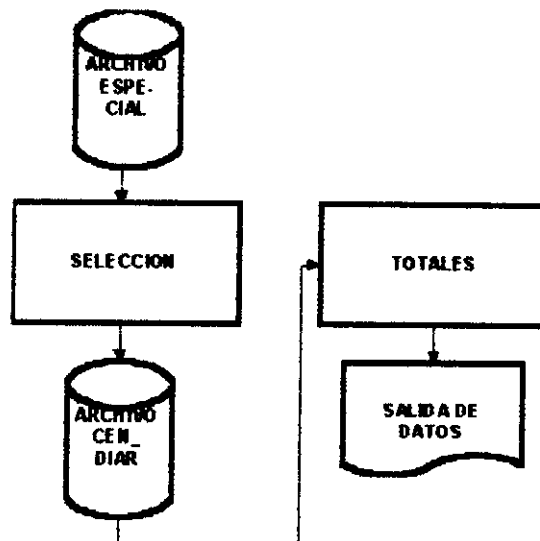 ARCHIVO
ESPE-
CIAL
SELECCION
TOTALES
ARCHIVO
CEN_
DIAR
SALIDA DE
DATOS